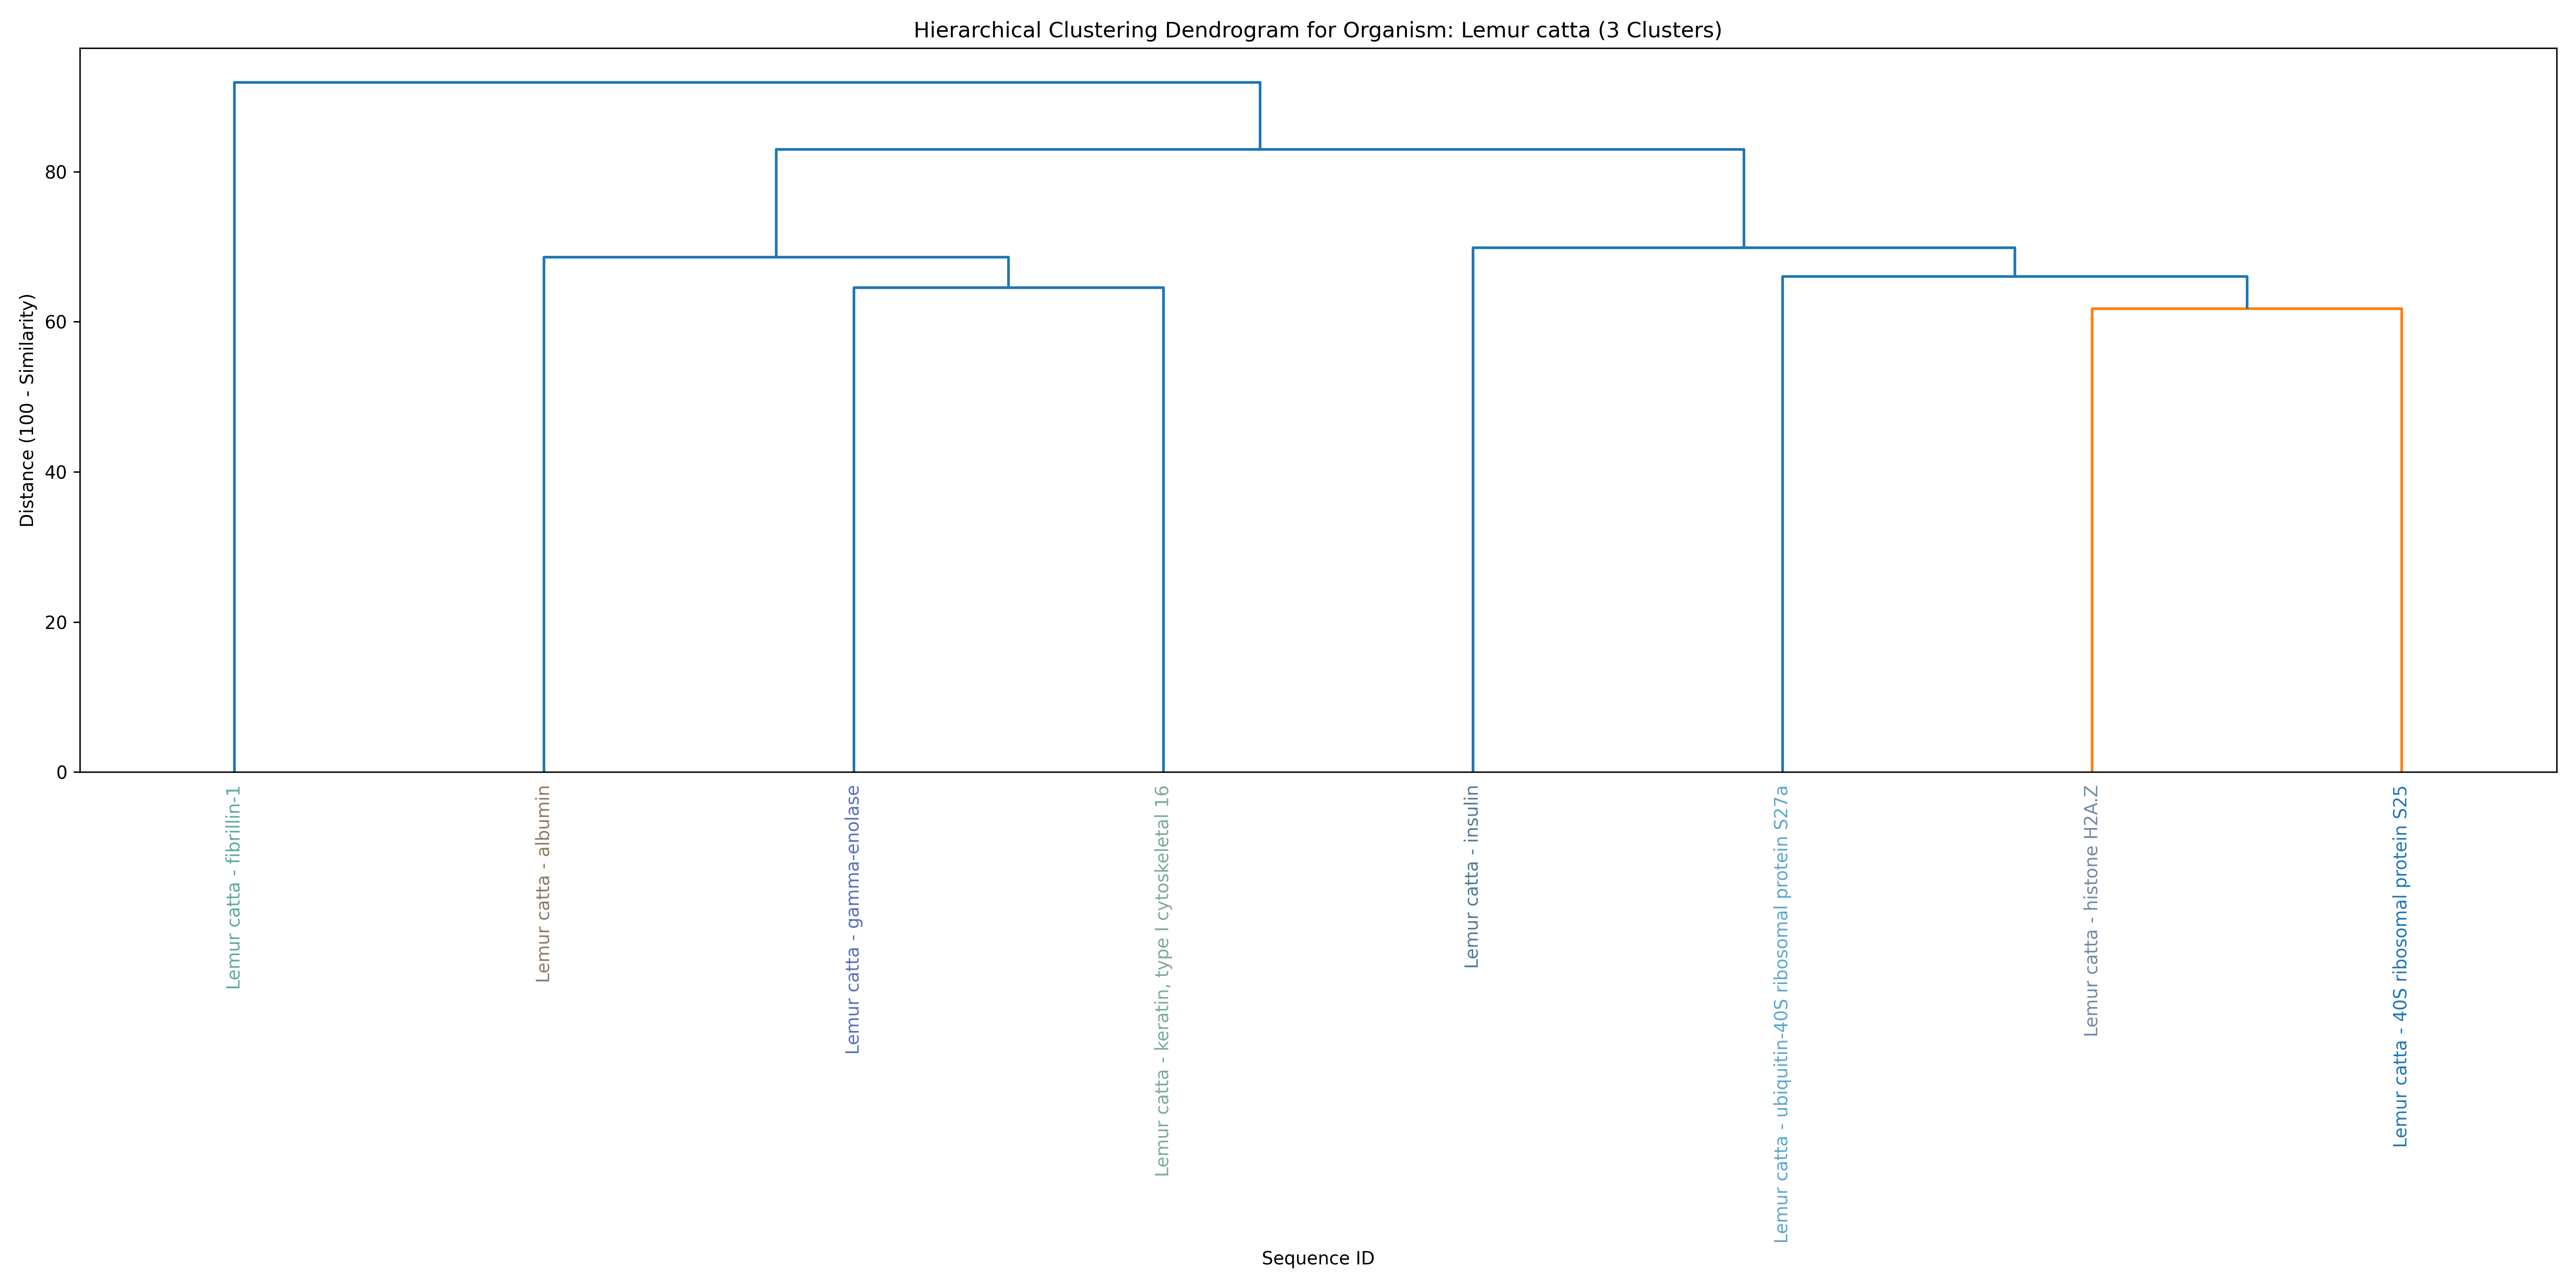 Hierarchical Clustering Dendrogram for Organism: Lemur catta (3 Clusters)
Distance (100 - Similarity)
80
60
40
20
0
Lemur catta - fibrillin-1
Lemur catta - albumin
Lemur catta - gamma-enolase
Lemur catta - keratin, type I cytoskeletal 16
Lemur catta - insulin
Lemur catta - ubiquitin-40S ribosomal protein S27a
Lemur catta - histone H2A.Z
Lemur catta - 40S ribosomal protein S25
Sequence ID